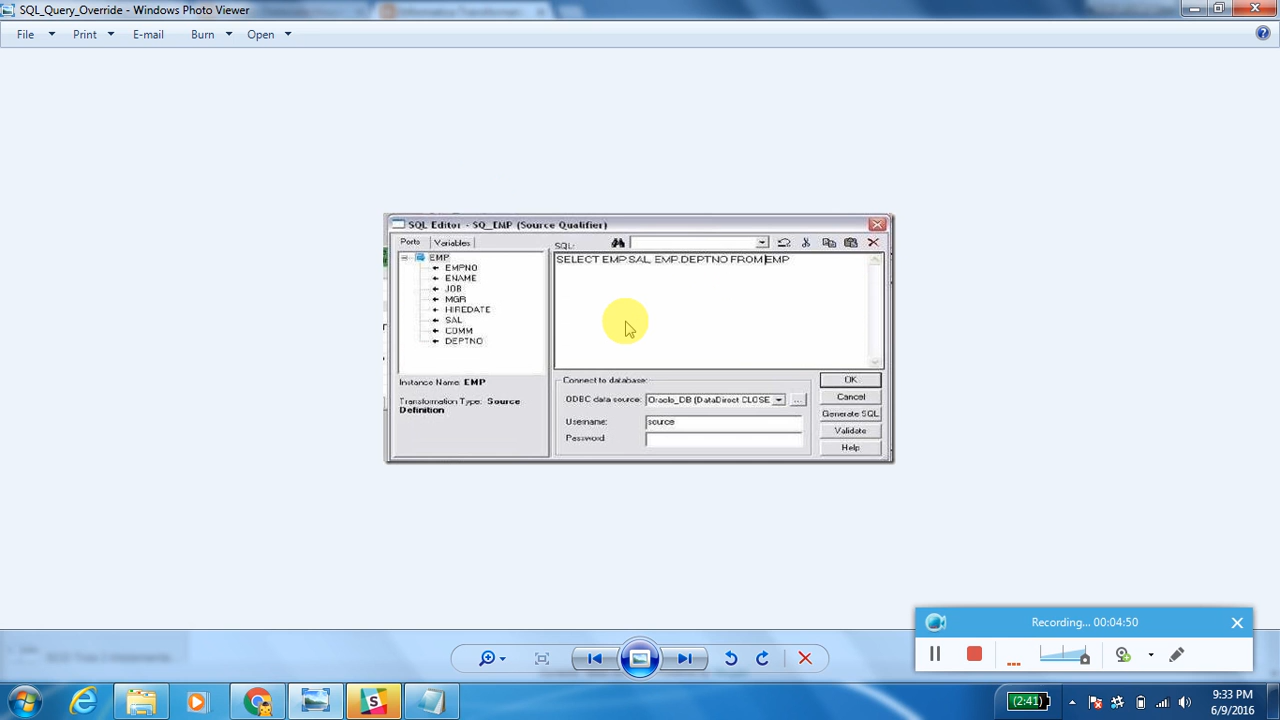 SQL_Query_Override - Windows Photo Viewer
File Print E-mail Burn Open
SQL Editor - SQ_EMP (Source Qualifier)
Ports Variables SQL:
EMP
EMPNO
ENAME
JOB
MGR
HIREDATE
SAL
COMM
DEPTNO
SELECT EMP.SAL, EMP.DEPTNO FROM EMP
Instance Name: EMP
Transformation Type: Source
Definition
Connect to database:
ODBC data source: Oracle_DB (DataDirect CLOSE ...
Username: source
Password:
OK
Cancel
Generate SQL
Validate
Help
Recording... 00:04:50
(2:41)
9:33 PM
6/9/2016